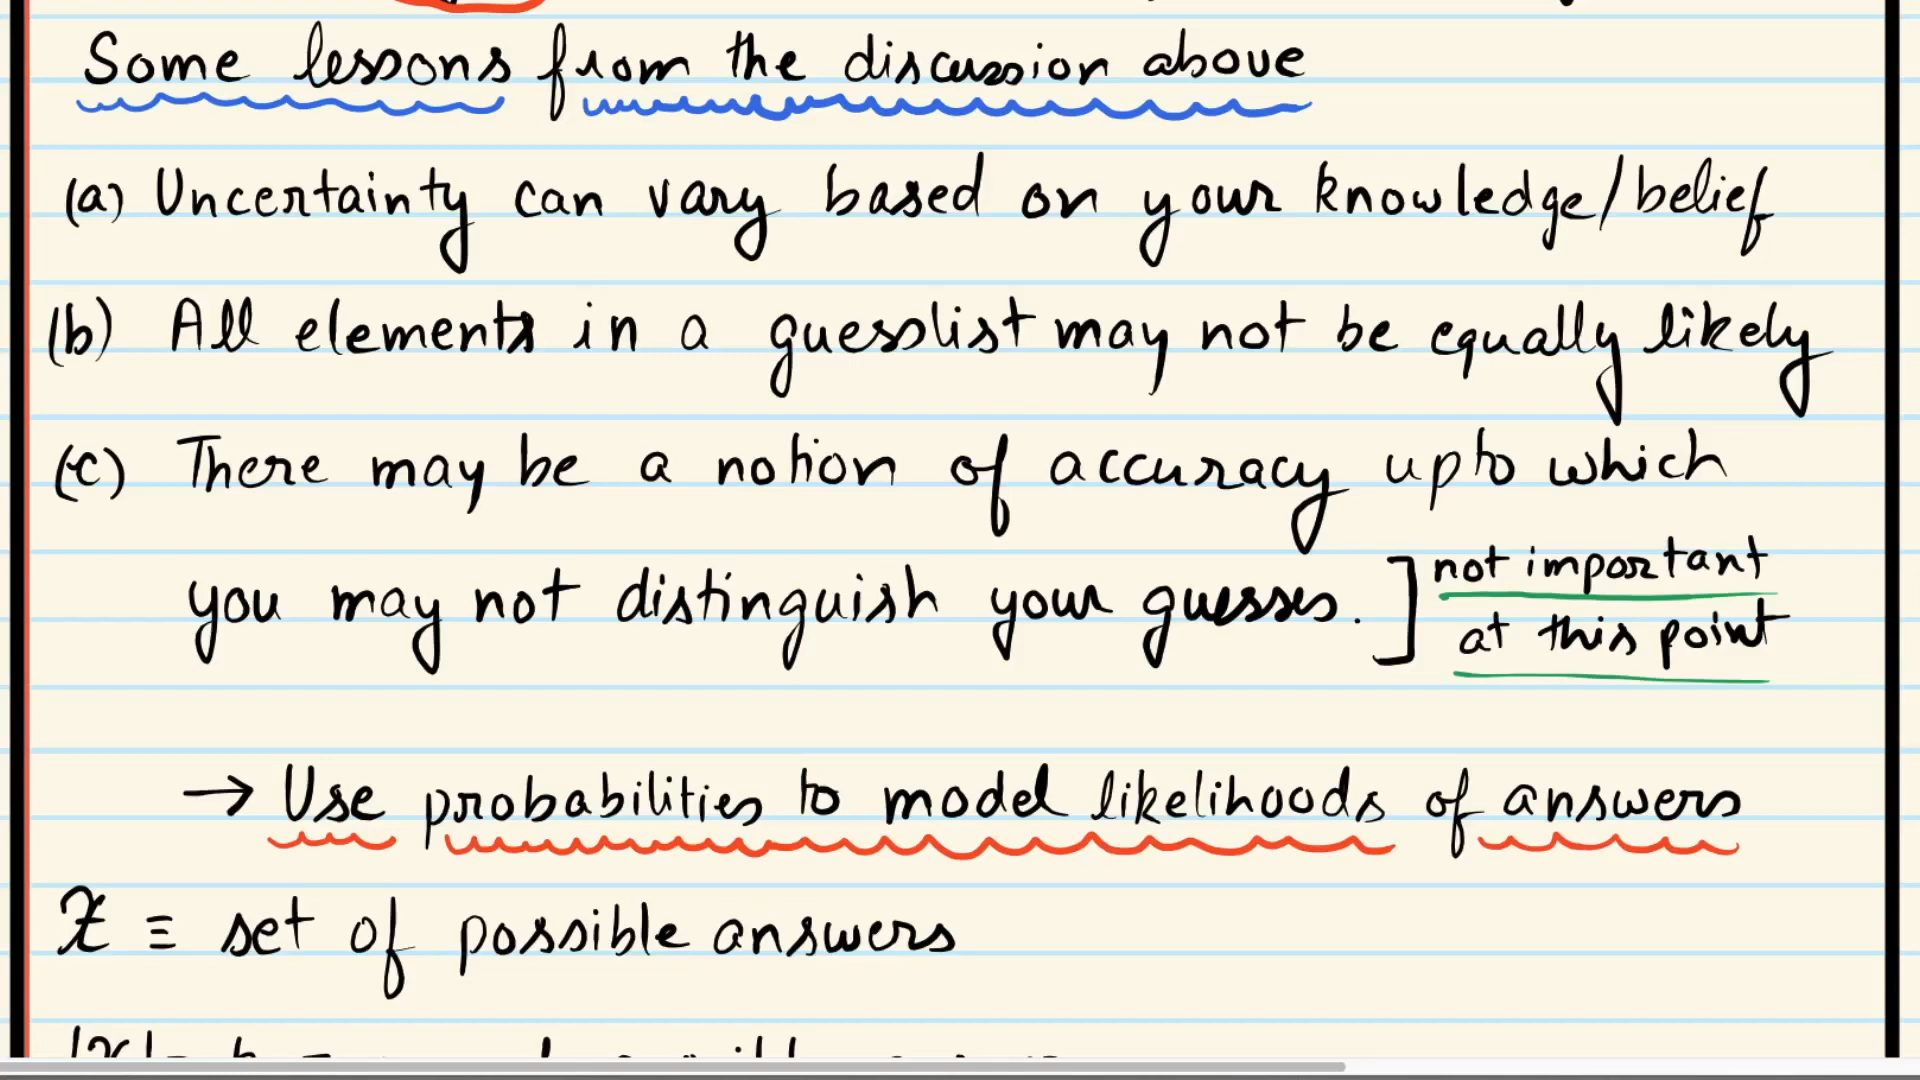 Some lessons from the discussion above
(a) Uncertainty can vary based on your knowledge/belief
(b) All elements in a guesslist may not be equally likely
(c) There may be a notion of accuracy upto which
you may not distinguish your guesses. ] not important
at this point
→ Use probabilities to model likelihoods of answers
𝒳 ≡ set of possible answers